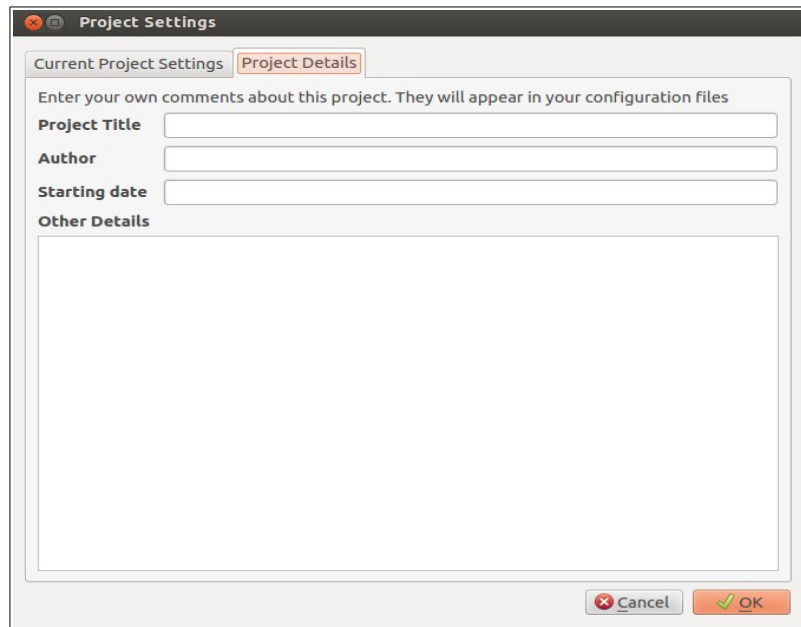 Project Settings
Current Project Settings
Project Details
Enter your own comments about this project. They will appear in your configuration files
Project Title
Author
Starting date
Other Details
Cancel
OK